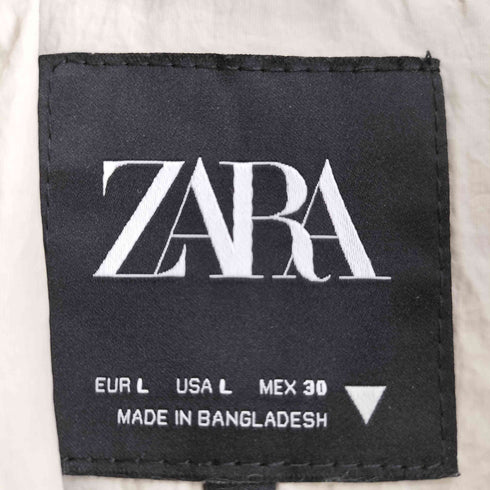 ZARA
EUR L USA L MEX 30
MADE IN BANGLADESH